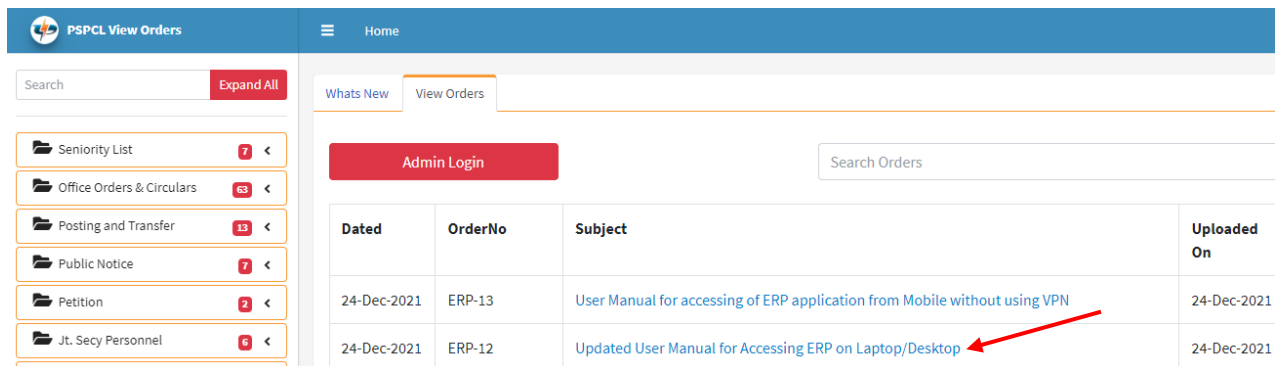 PSPCL View Orders
Home
Search
Expand All
Seniority List 7
Office Orders & Circulars 63
Posting and Transfer 13
Public Notice 7
Petition 2
Jt. Secy Personnel 6
Whats New View Orders
Admin Login
Search Orders
Dated OrderNo Subject Uploaded
On
24-Dec-2021 ERP-13 User Manual for accessing of ERP application from Mobile without using VPN 24-Dec-2021
24-Dec-2021 ERP-12 Updated User Manual for Accessing ERP on Laptop/Desktop 24-Dec-2021